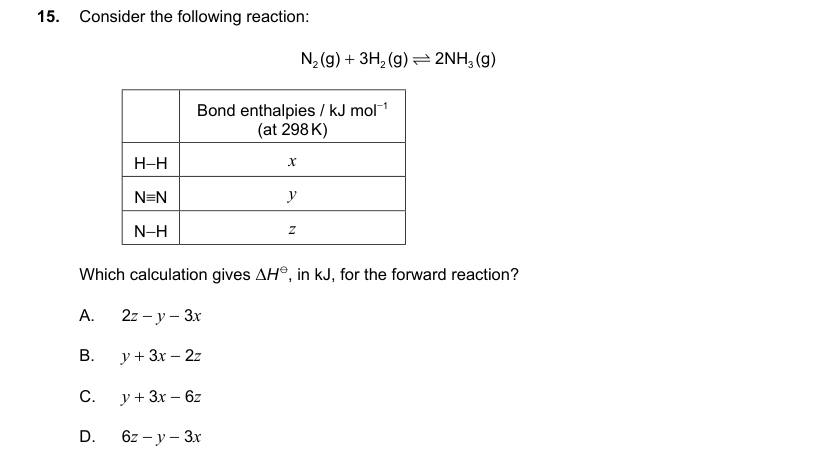 15. Consider the following reaction:
N₂(g) + 3H₂(g) ⇌ 2NH₃(g)
Bond enthalpies / kJ mol⁻¹
(at 298K)
H–H x
N≡N y
N–H z
Which calculation gives ΔH⦵, in kJ, for the forward reaction?
A. 2z – y – 3x
B. y + 3x – 2z
C. y + 3x – 6z
D. 6z – y – 3x